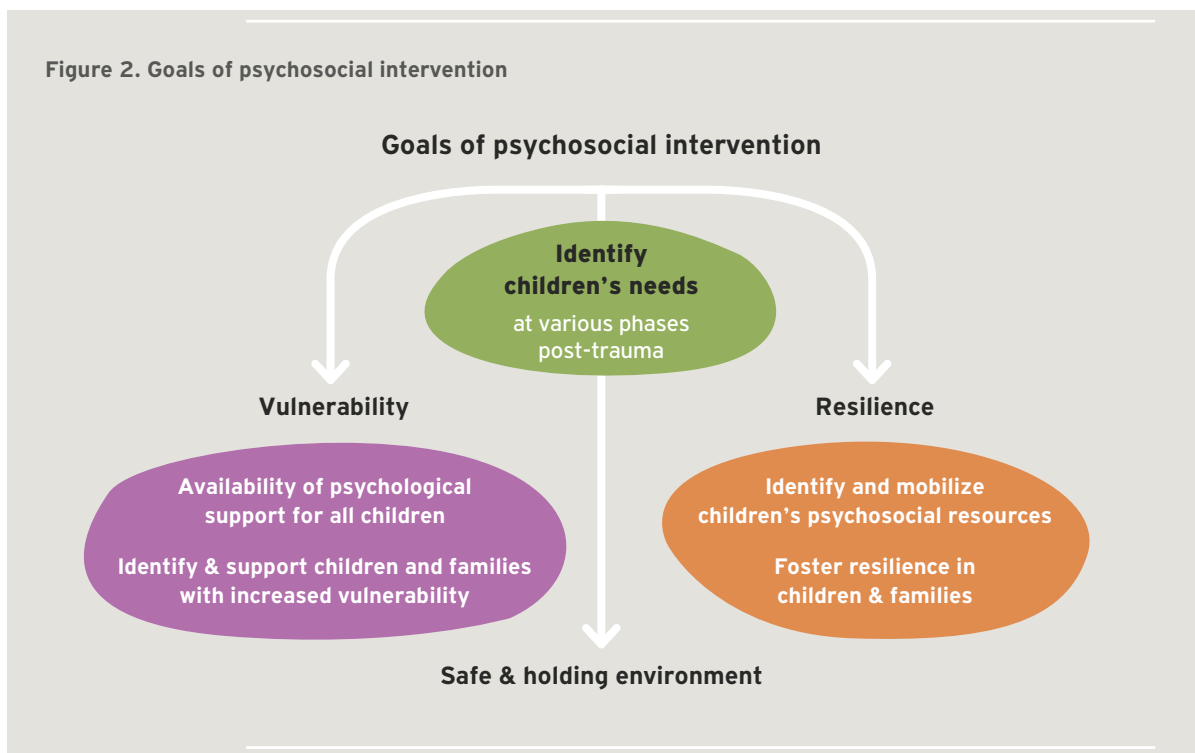 Figure 2. Goals of psychosocial intervention
Goals of psychosocial intervention
Identify
children’s needs
at various phases
post-trauma
Vulnerability
Availability of psychological
support for all children
Identify & support children and families
with increased vulnerability
Resilience
Identify and mobilize
children’s psychosocial resources
Foster resilience in
children & families
Safe & holding environment